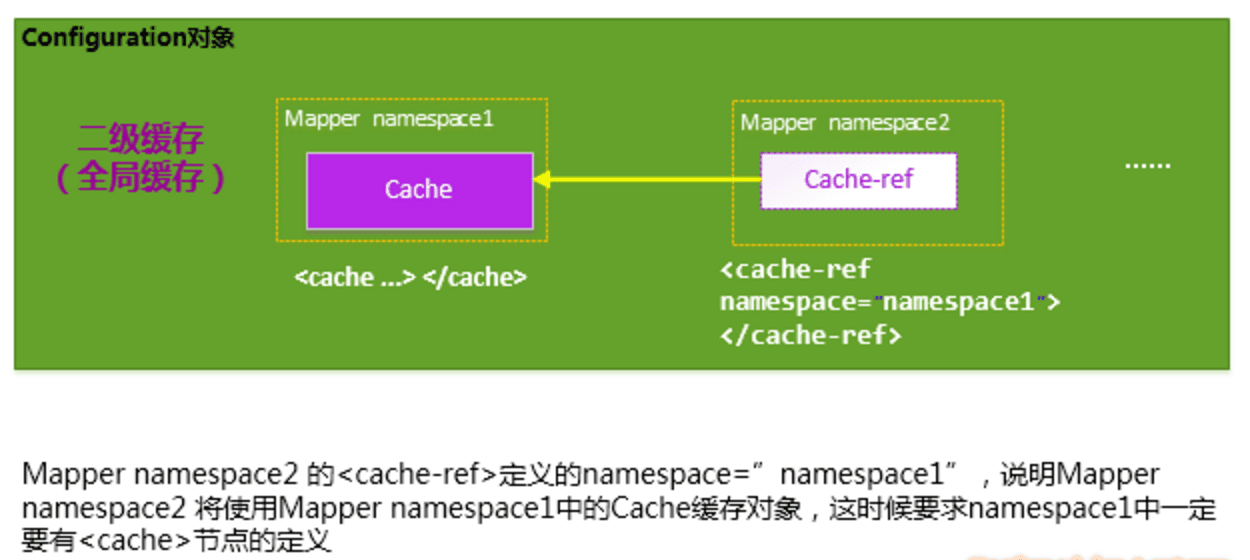 Configuration对象
二级缓存
（全局缓存）
Mapper namespace1
Cache
<cache ...> </cache>
Mapper namespace2
Cache-ref
<cache-ref
namespace="namespace1">
</cache-ref>
......
Mapper namespace2 的<cache-ref>定义的namespace=” namespace1” ，说明Mapper
namespace2 将使用Mapper namespace1中的Cache缓存对象，这时候要求namespace1中一定
要有<cache>节点的定义